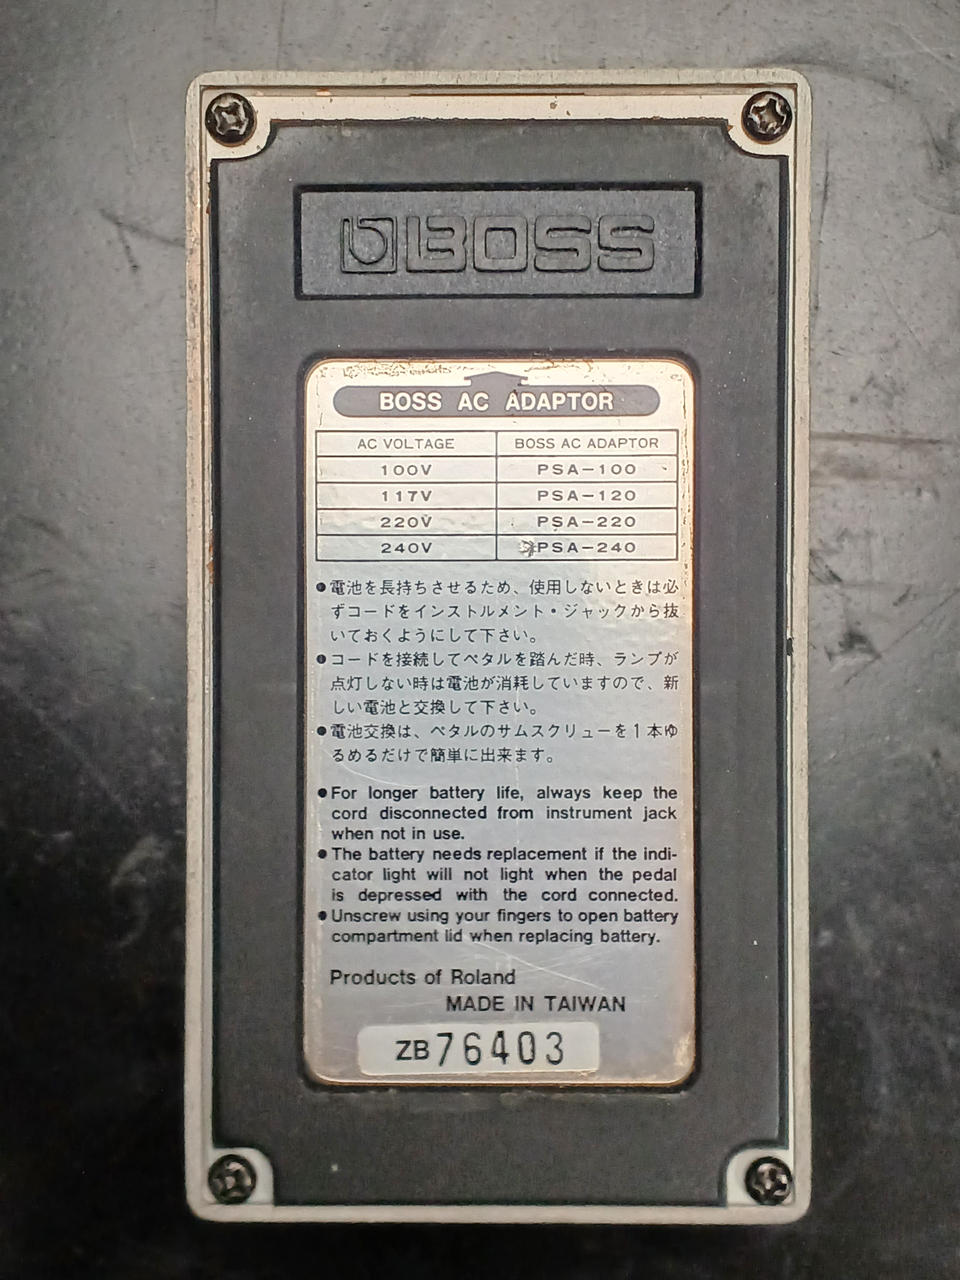 BOSS
BOSS AC ADAPTOR
AC VOLTAGE BOSS AC ADAPTOR
100V PSA-100
117V PSA-120
220V PSA-220
240V PSA-240
●電池を長持ちさせるため、使用しないときは必
ずコードをインストルメント・ジャックから抜
いておくようにして下さい。
●コードを接続してペタルを踏んだ時、ランプが
点灯しない時は電池が消耗していますので、新
しい電池と交換して下さい。
●電池交換は、ペタルのサムスクリューを1本ゆ
るめるだけで簡単に出来ます。
●For longer battery life, always keep the
cord disconnected from instrument jack
when not in use.
●The battery needs replacement if the indi-
cator light will not light when the pedal
is depressed with the cord connected.
●Unscrew using your fingers to open battery
compartment lid when replacing battery.
Products of Roland
MADE IN TAIWAN
ZB76403